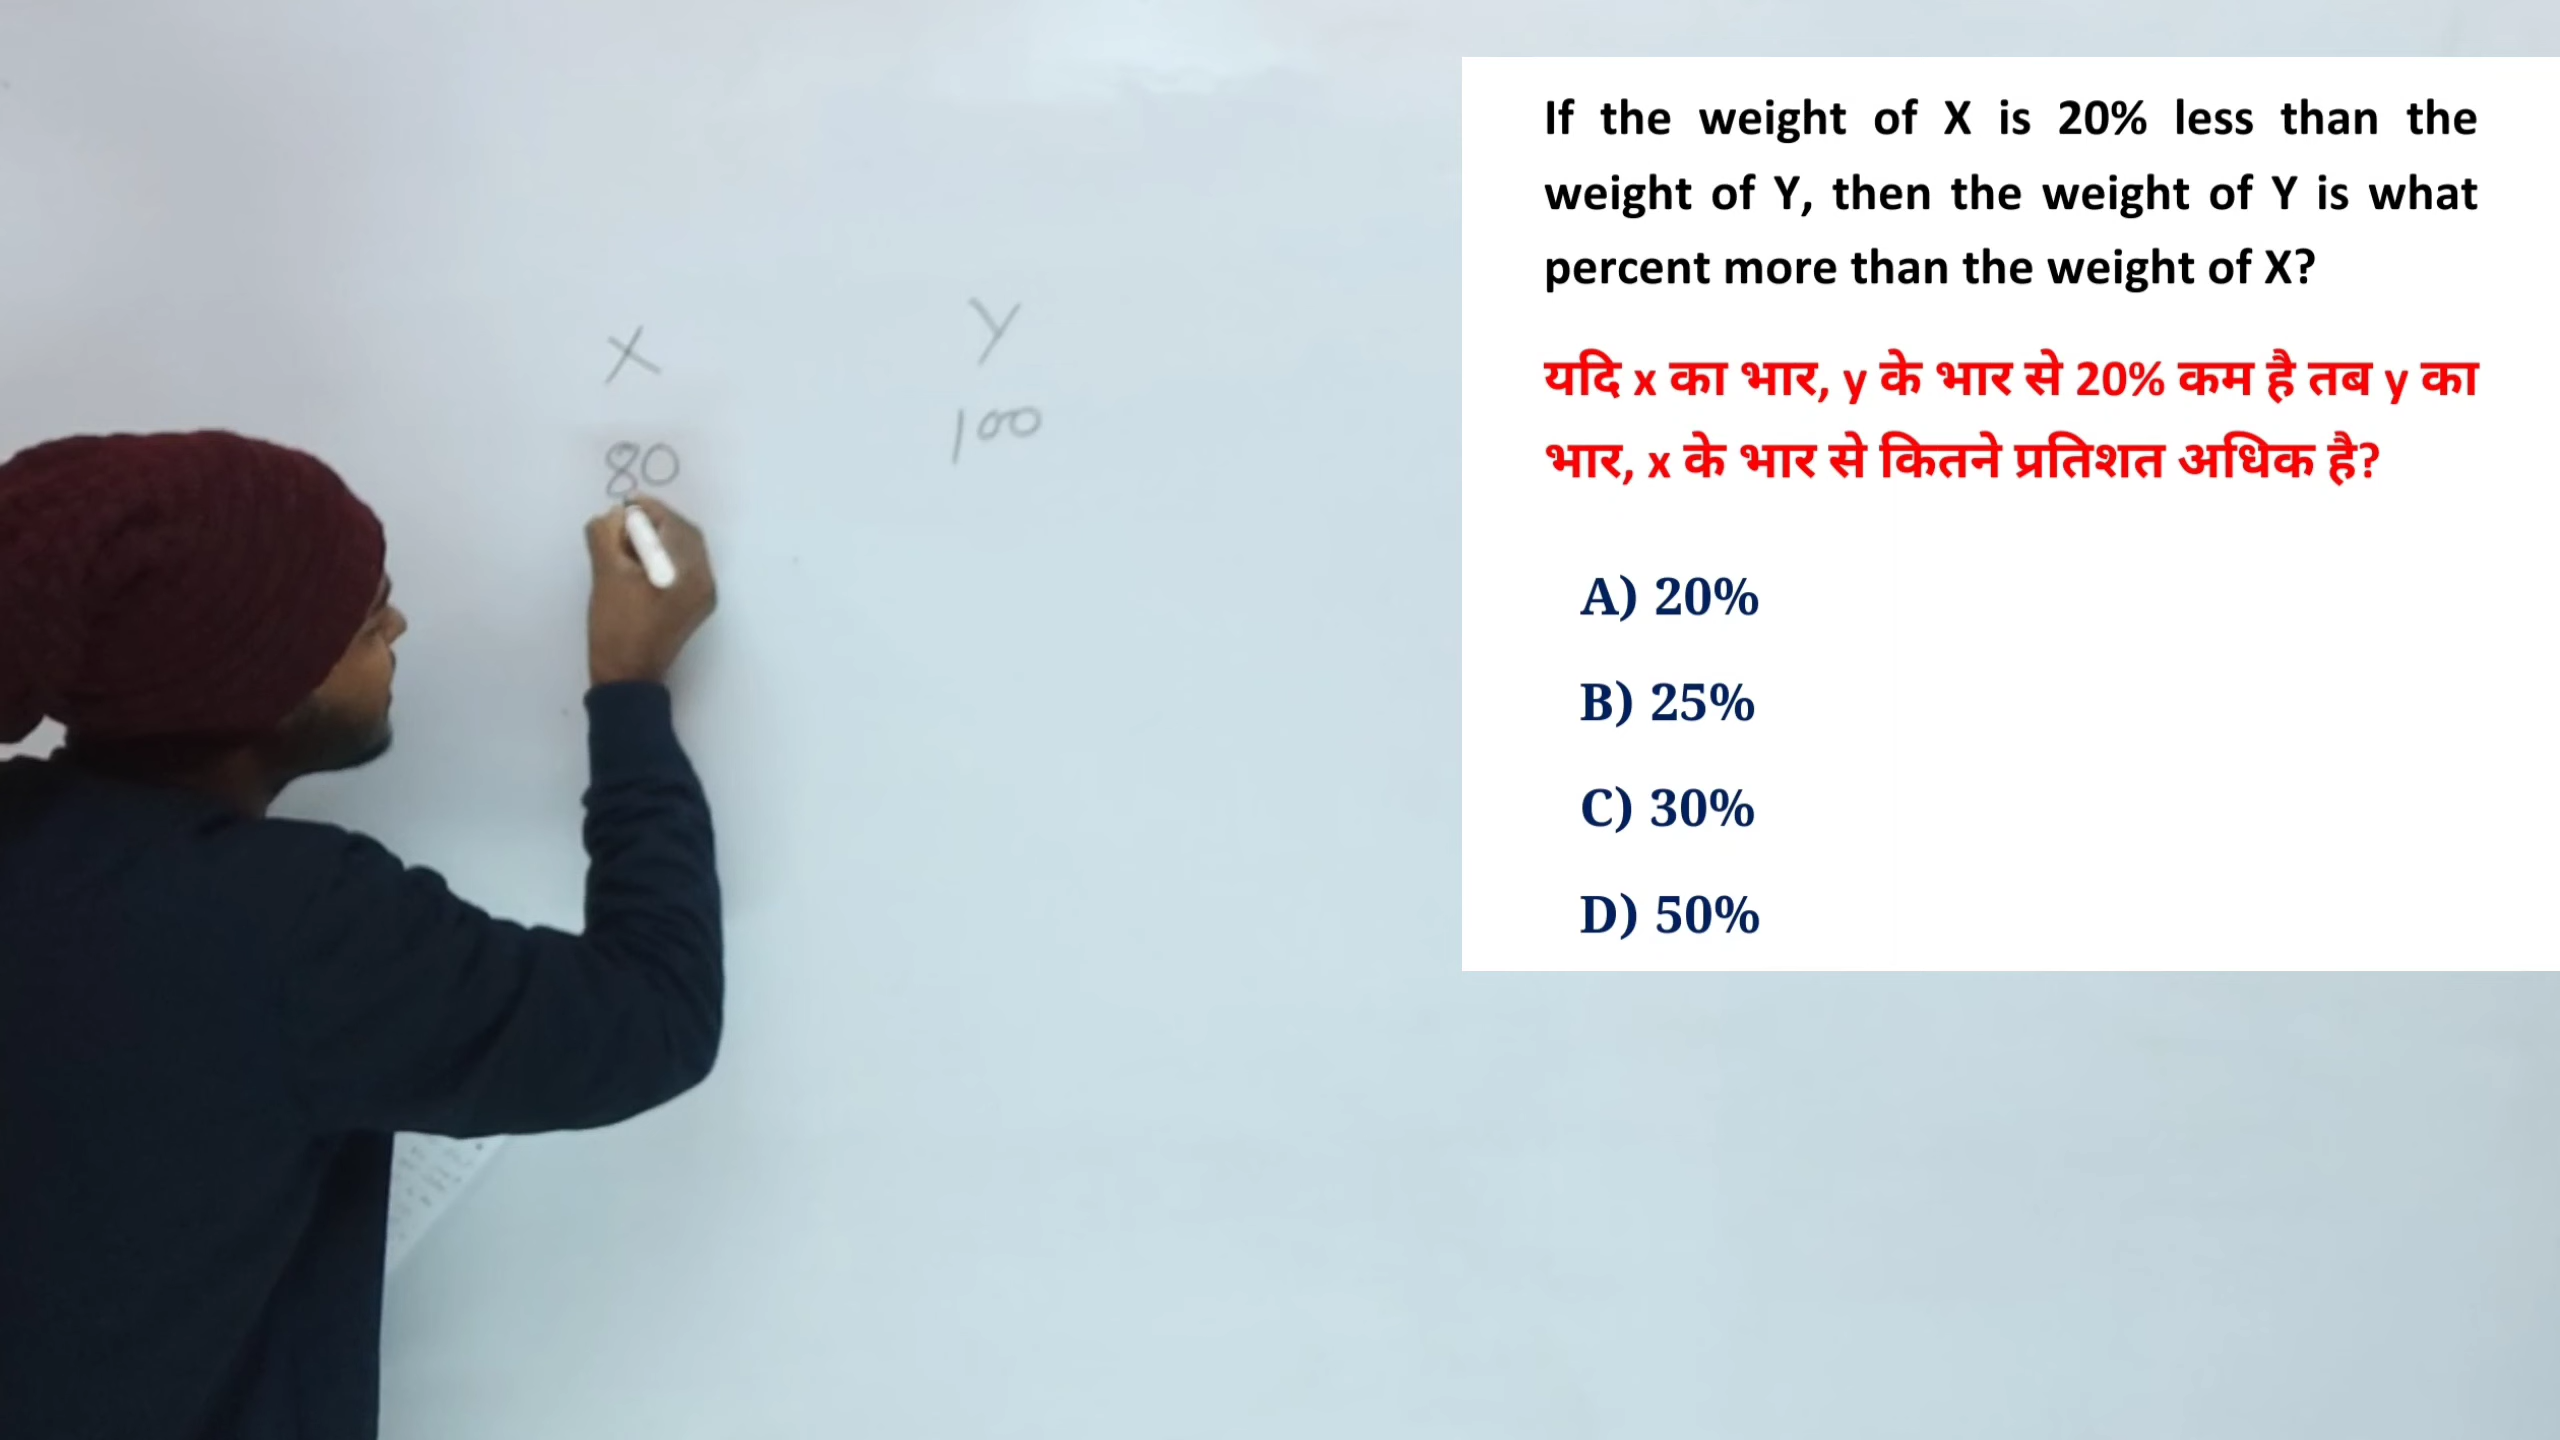 X Y
80 100
If the weight of X is 20% less than the
weight of Y, then the weight of Y is what
percent more than the weight of X?
यदि x का भार, y के भार से 20% कम है तब y का
भार, x के भार से कितने प्रतिशत अधिक है?
A) 20%
B) 25%
C) 30%
D) 50%